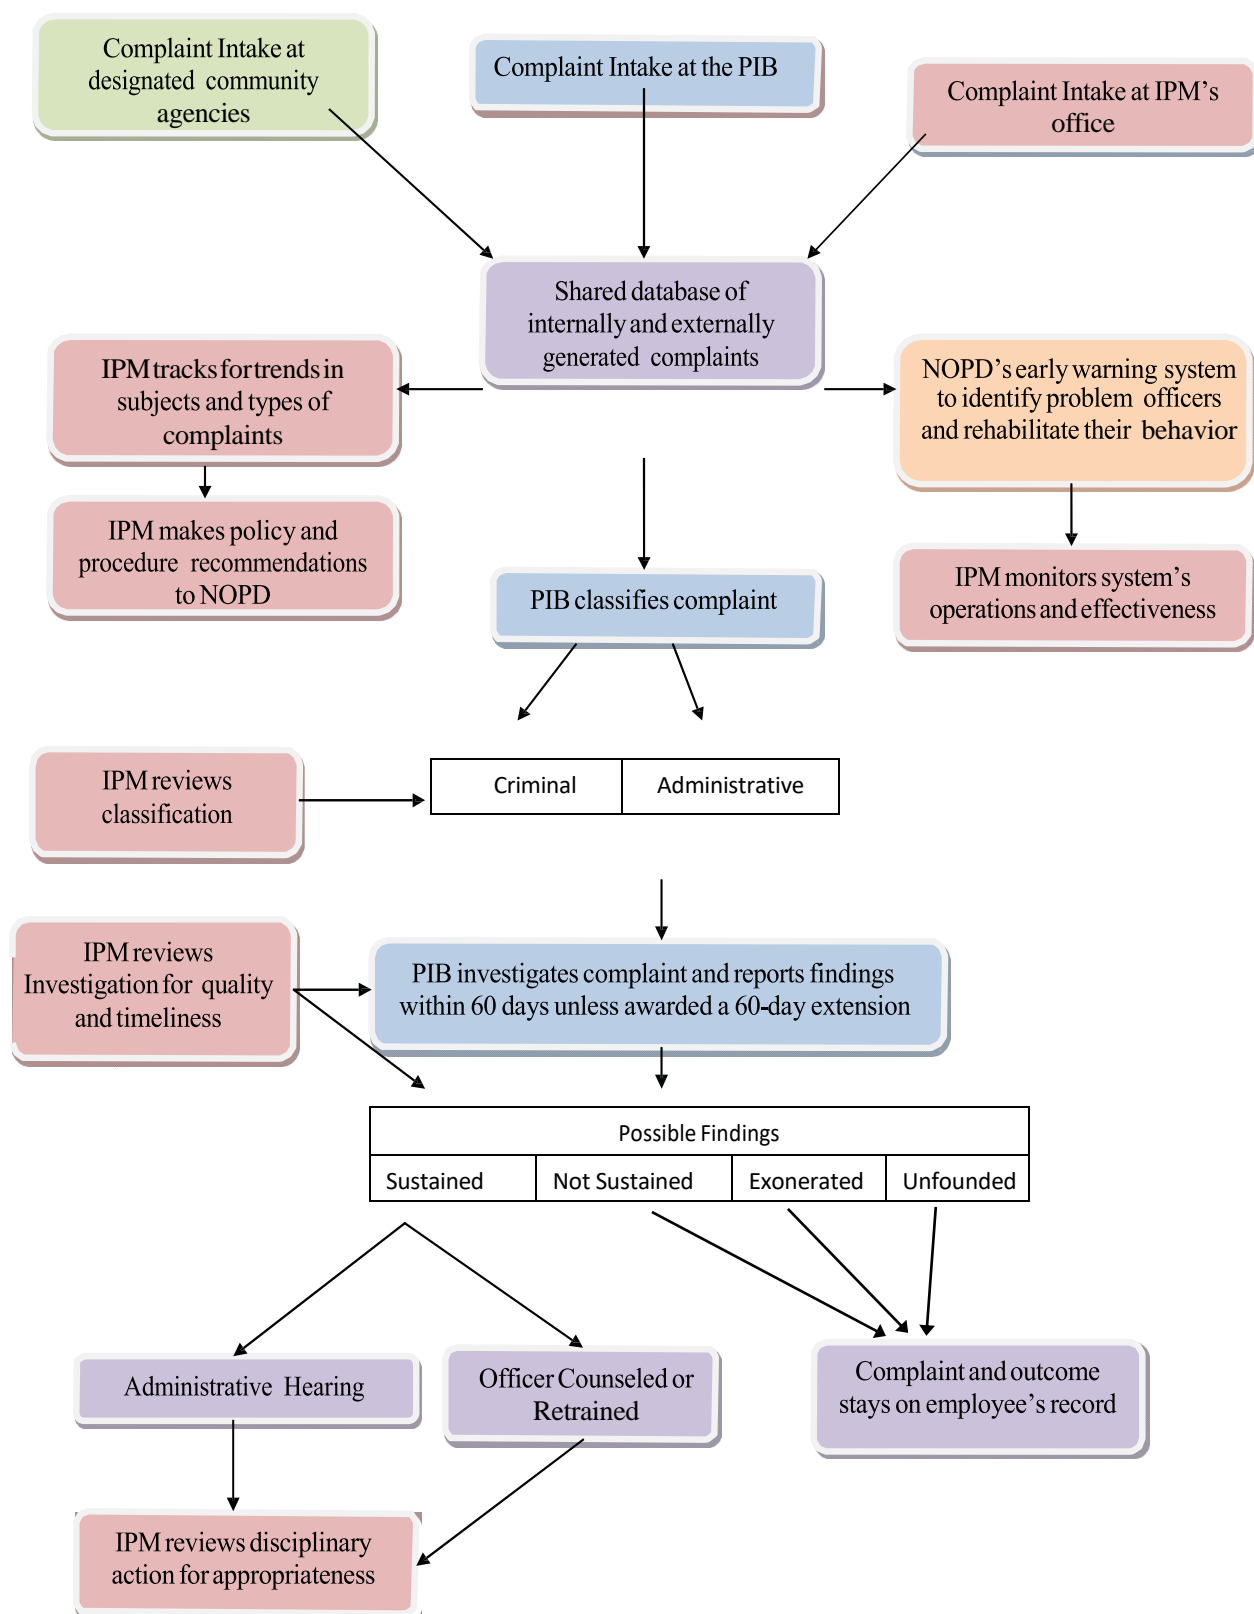 Complaint Intake at
designated community
agencies
Complaint Intake at the PIB
Complaint Intake at IPM’s
office
Shared database of
internally and externally
generated complaints
IPM tracks for trends in
subjects and types of
complaints
NOPD’s early warning system
to identify problem officers
and rehabilitate their behavior
IPM makes policy and
procedure recommendations
to NOPD
PIB classifies complaint
IPM monitors system’s
operations and effectiveness
IPM reviews
classification
Criminal
Administrative
IPM reviews
Investigation for quality
and timeliness
PIB investigates complaint and reports findings
within 60 days unless awarded a 60-day extension
Possible Findings
Sustained
Not Sustained
Exonerated
Unfounded
Administrative Hearing
Officer Counseled or
Retrained
Complaint and outcome
stays on employee’s record
IPM reviews disciplinary
action for appropriateness